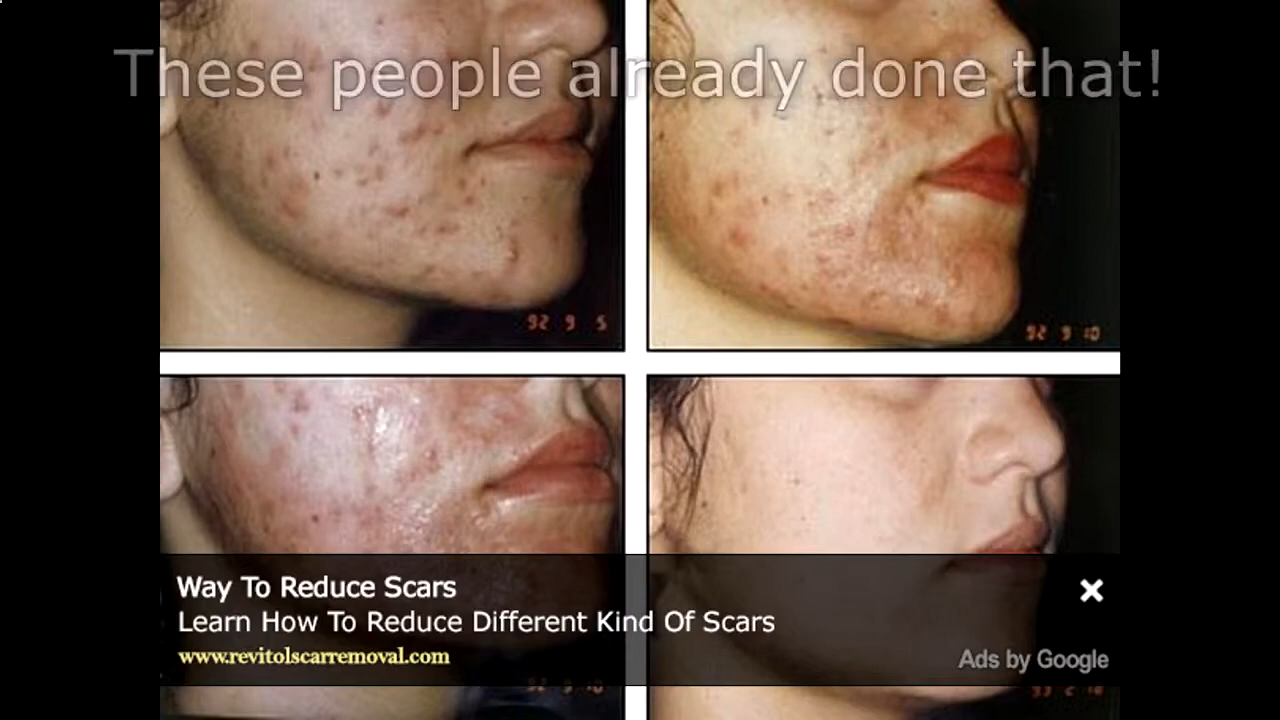 These people already done that!
92 9 5
92 9 10
Way To Reduce Scars
Learn How To Reduce Different Kind Of Scars
www.revitolscarremoval.com
Ads by Google